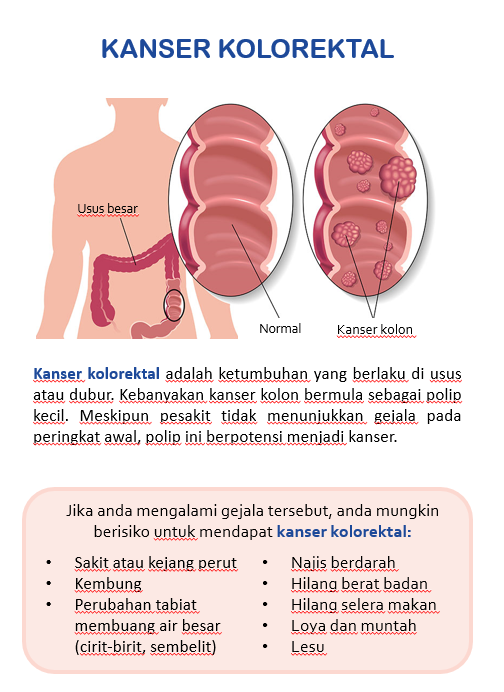 KANSER KOLOREKTAL
Usus besar
Normal
Kanser kolon
Kanser kolorektal adalah ketumbuhan yang berlaku di usus
atau dubur. Kebanyakan kanser kolon bermula sebagai polip
kecil. Meskipun pesakit tidak menunjukkan gejala pada
peringkat awal, polip ini berpotensi menjadi kanser.
Jika anda mengalami gejala tersebut, anda mungkin
berisiko untuk mendapat kanser kolorektal:
• Sakit atau kejang perut
• Kembung
• Perubahan tabiat
membuang air besar
(cirit-birit, sembelit)
• Najis berdarah
• Hilang berat badan
• Hilang selera makan
• Loya dan muntah
• Lesu